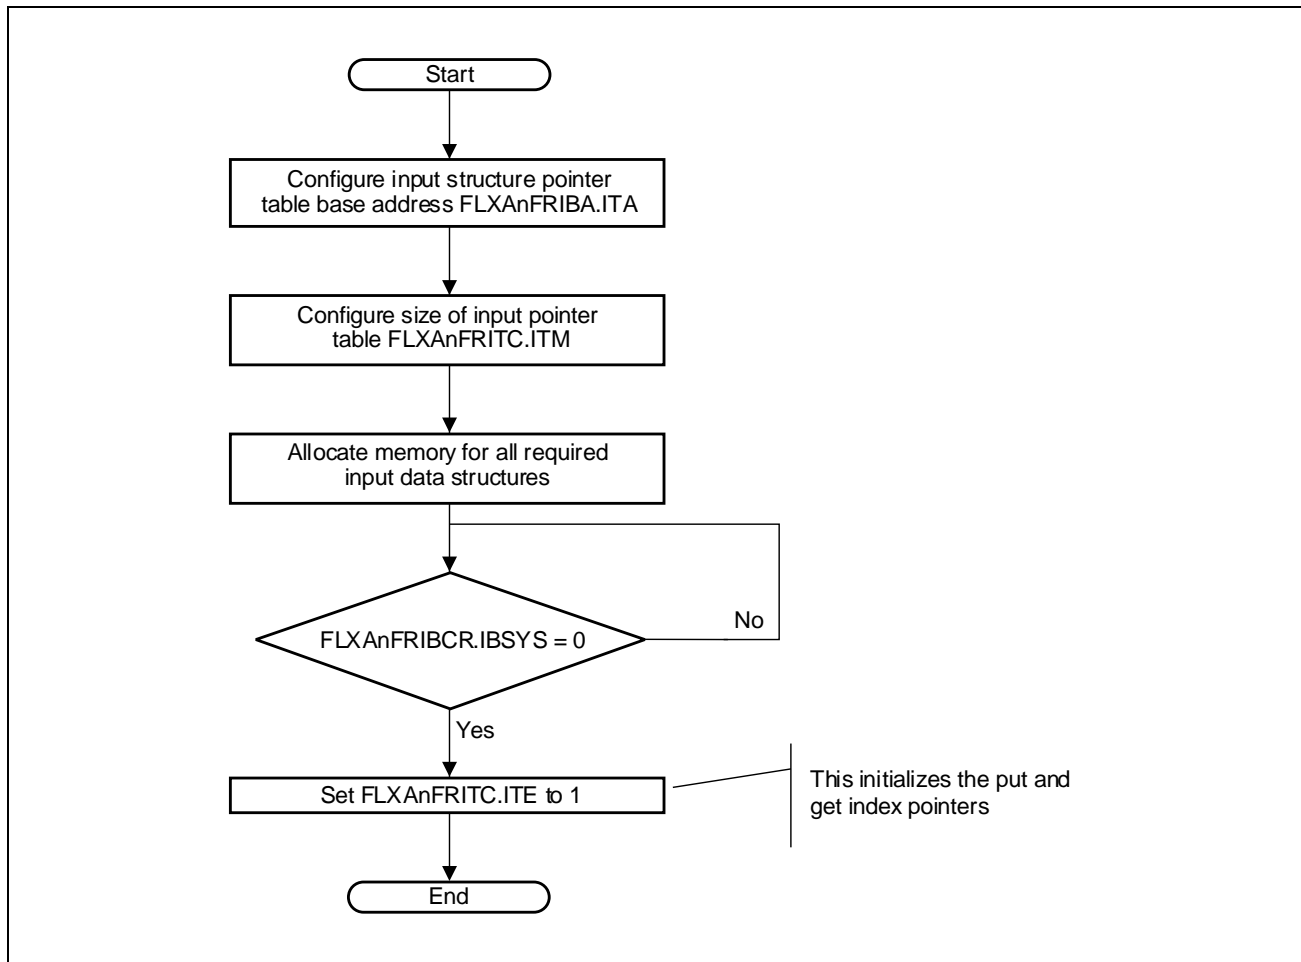 Start
Configure input structure pointer
table base address FLXAnFRIBA.ITA
Configure size of input pointer
table FLXAnFRITC.ITM
Allocate memory for all required
input data structures
FLXAnFRIBCR.IBSYS = 0
No
Yes
Set FLXAnFRITC.ITE to 1
This initializes the put and
get index pointers
End